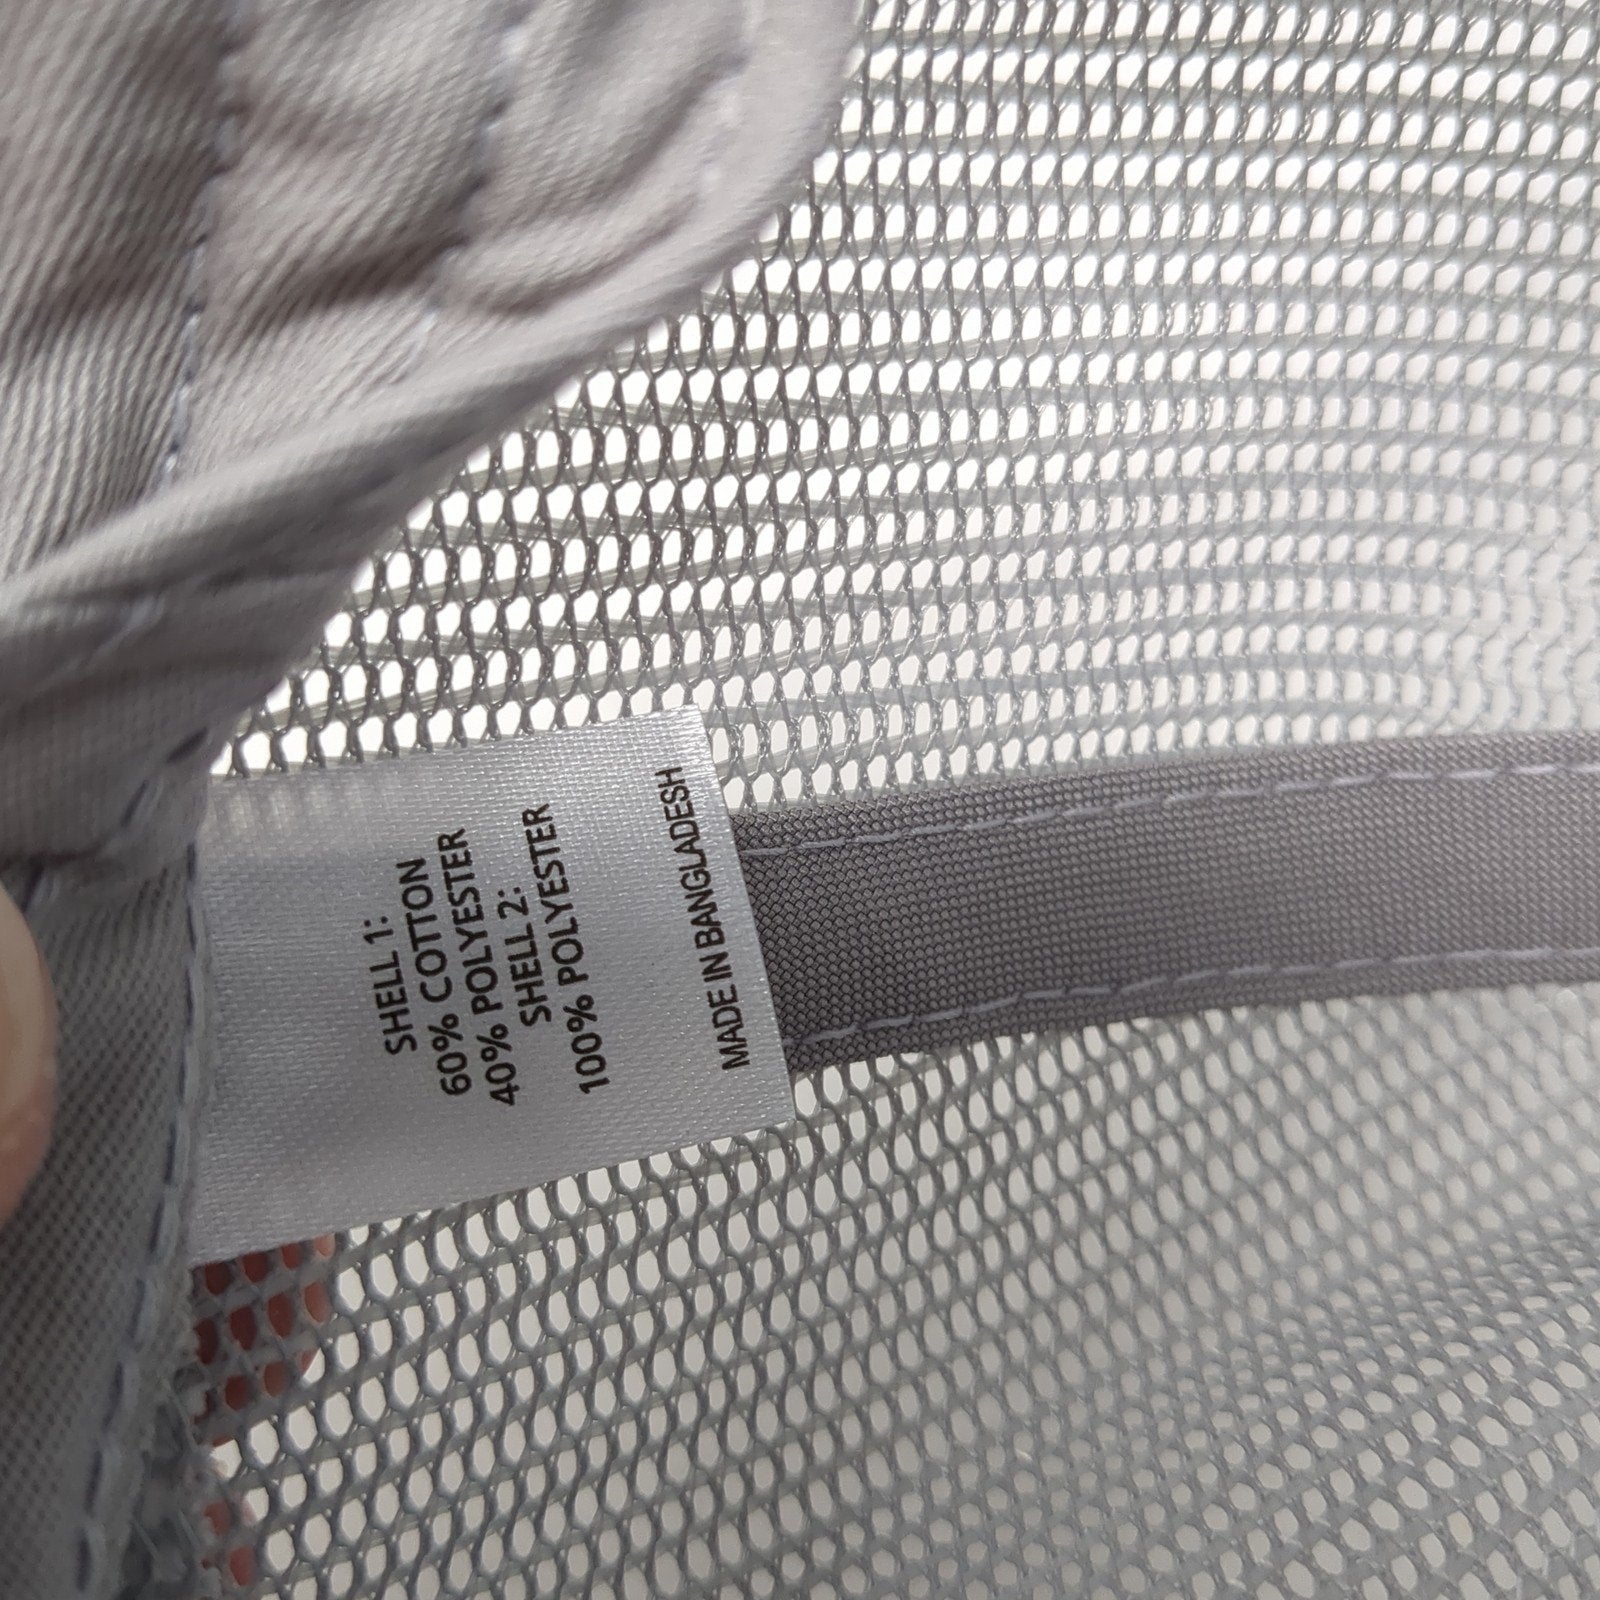 SHELL 1:
60% COTTON
40% POLYESTER
SHELL 2:
100% POLYESTER
MADE IN BANGLADESH